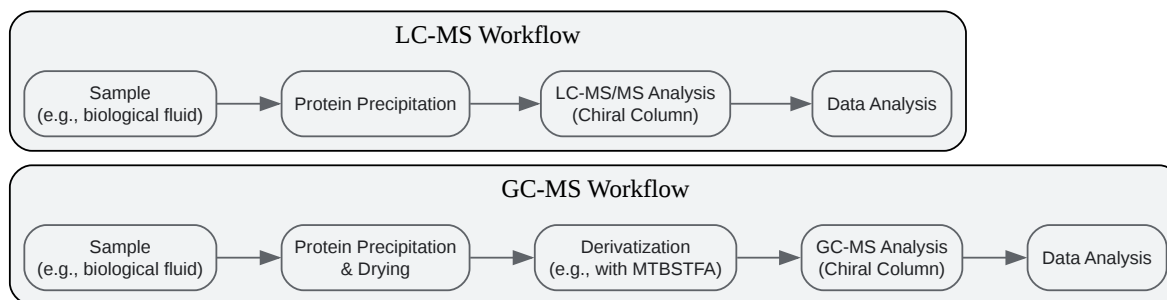 LC-MS Workflow
Sample
(e.g., biological fluid)
Protein Precipitation
LC-MS/MS Analysis
(Chiral Column)
Data Analysis
GC-MS Workflow
Sample
(e.g., biological fluid)
Protein Precipitation
& Drying
Derivatization
(e.g., with MTBSTFA)
GC-MS Analysis
(Chiral Column)
Data Analysis